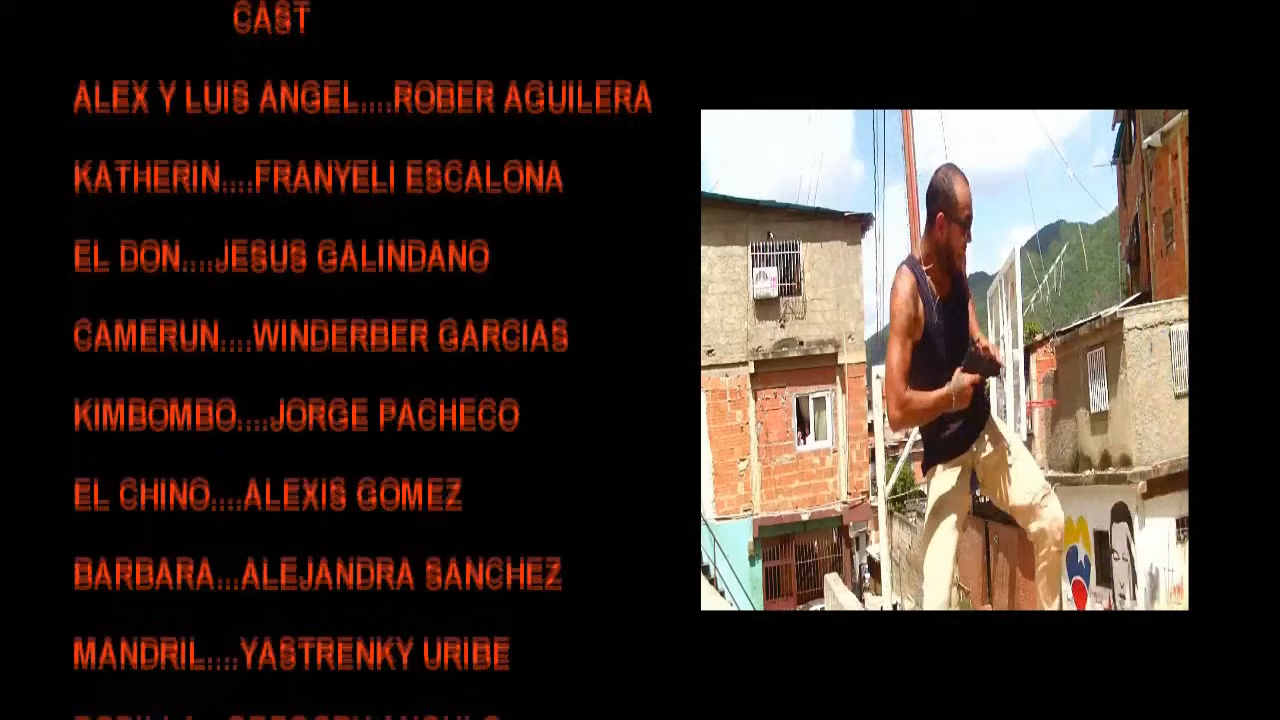 CAST
ALEX Y LUIS ANGEL....ROBER AGUILERA
KATHERIN....FRANYELI ESCALONA
EL DON....JESUS GALINDANO
CAMERUN....WINDERBER GARCIAS
KIMBOMBO....JORGE PACHECO
EL CHINO....ALEXIS GOMEZ
BARBARA...ALEJANDRA SANCHEZ
MANDRIL....YASTRENKY URIBE